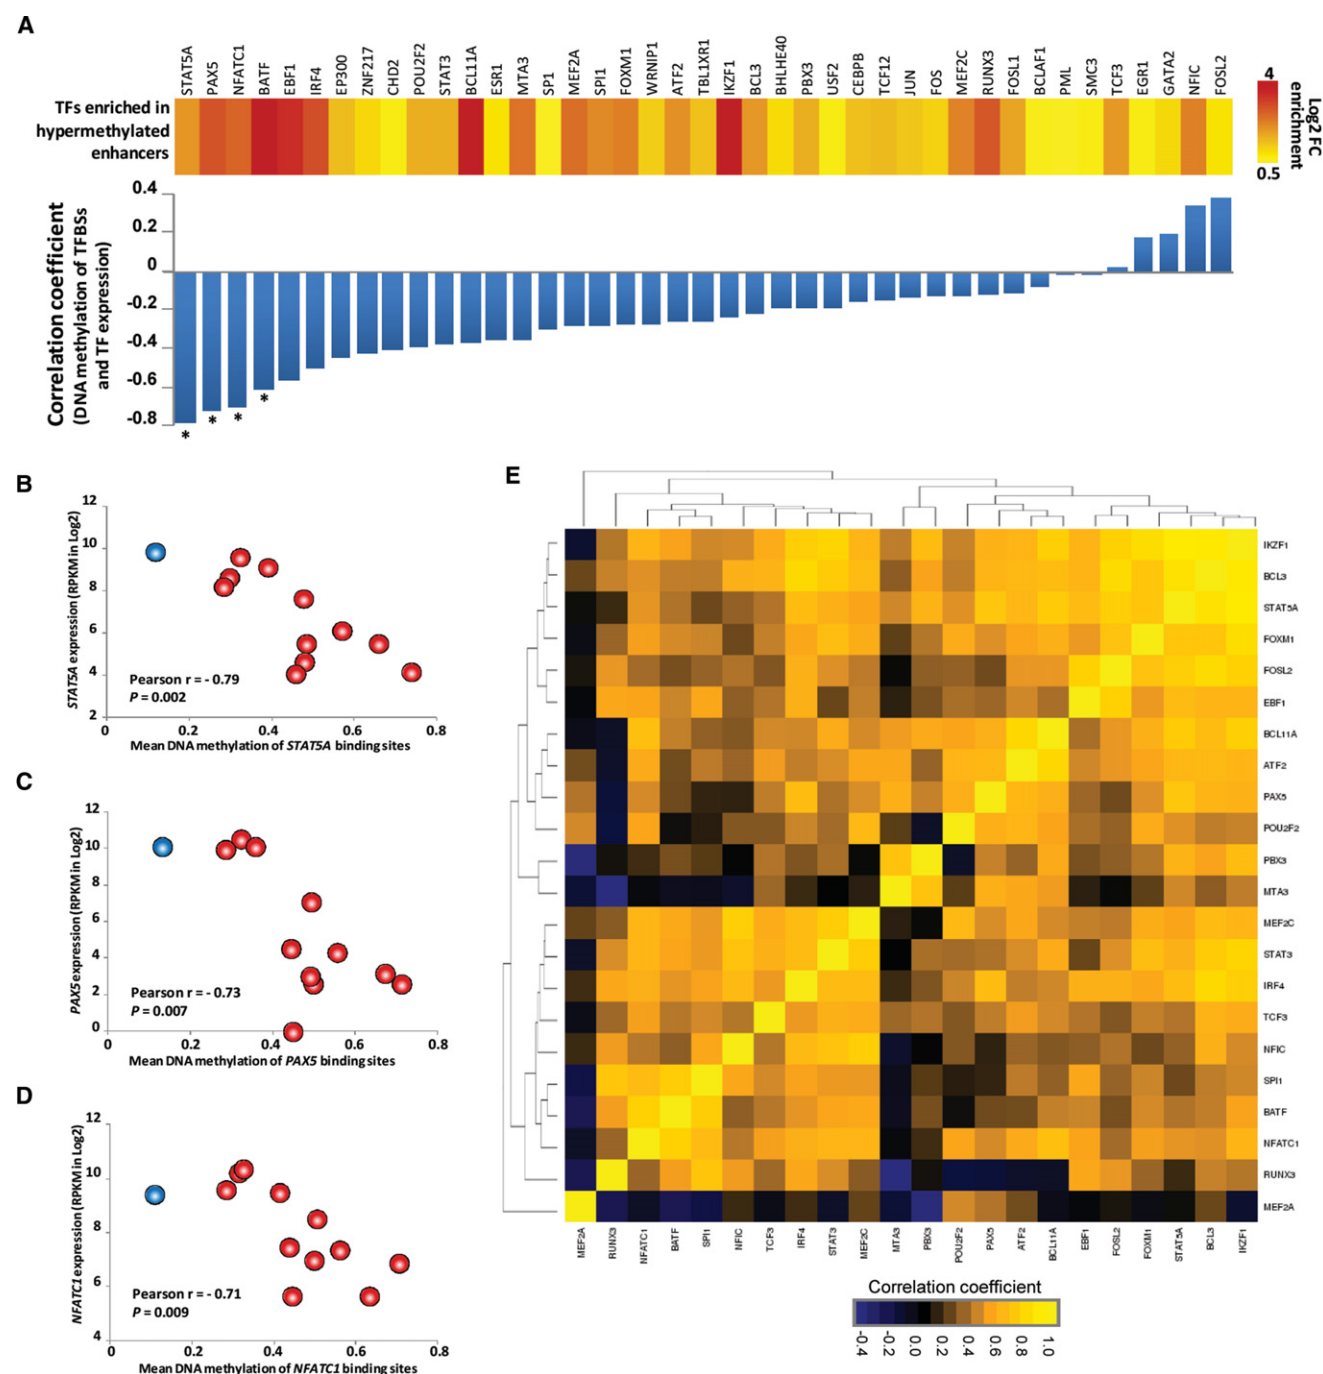 A
STAT5A PAX5 NFATC1 BATF EBF1 IRF4 EP300 ZNF217 CHD2 POU2F2 STAT3 BCL11A ESR1 MTA3 SP1 MEF2A SPI1 FOXM1 WRNIP1 ATF2 TBL1XR1 IKZF1 BCL3 BHLHE40 PBX3 USF2 CEBPB TCF12 JUN FOS MEF2C RUNX3 FOSL1 BCLAF1 PML SMC3 TCF3 EGR1 GATA2 NFIC FOSL2
TFs enriched in
hypermethylated
enhancers
4
Log2 FC
enrichment
0.5
Correlation coefficient
(DNA methylation of TFBSs
and TF expression)
0.4
0.2
0
-0.2
-0.4
-0.6
-0.8
* * * *
B
STAT5A expression (RPKM in Log2)
12
10
8
6
4
2
Pearson r = - 0.79
P = 0.002
0 0.2 0.4 0.6 0.8
Mean DNA methylation of STAT5A binding sites
C
PAX5 expression (RPKM in Log2)
12
10
8
6
4
2
0
Pearson r = - 0.73
P = 0.007
0 0.2 0.4 0.6 0.8
Mean DNA methylation of PAX5 binding sites
D
NFATC1 expression (RPKM in Log2)
12
10
8
6
4
Pearson r = - 0.71
P = 0.009
0 0.2 0.4 0.6 0.8
Mean DNA methylation of NFATC1 binding sites
E
IKZF1
BCL3
STAT5A
FOXM1
FOSL2
EBF1
BCL11A
ATF2
PAX5
POU2F2
PBX3
MTA3
MEF2C
STAT3
IRF4
TCF3
NFIC
SPI1
BATF
NFATC1
RUNX3
MEF2A
MEF2A RUNX3 NFATC1 BATF SPI1 NFIC TCF3 IRF4 STAT3 MEF2C MTA3 PBX3 POU2F2 PAX5 ATF2 BCL11A EBF1 FOSL2 FOXM1 STAT5A BCL3 IKZF1
Correlation coefficient
-0.4 -0.2 0.0 0.2 0.4 0.6 0.8 1.0